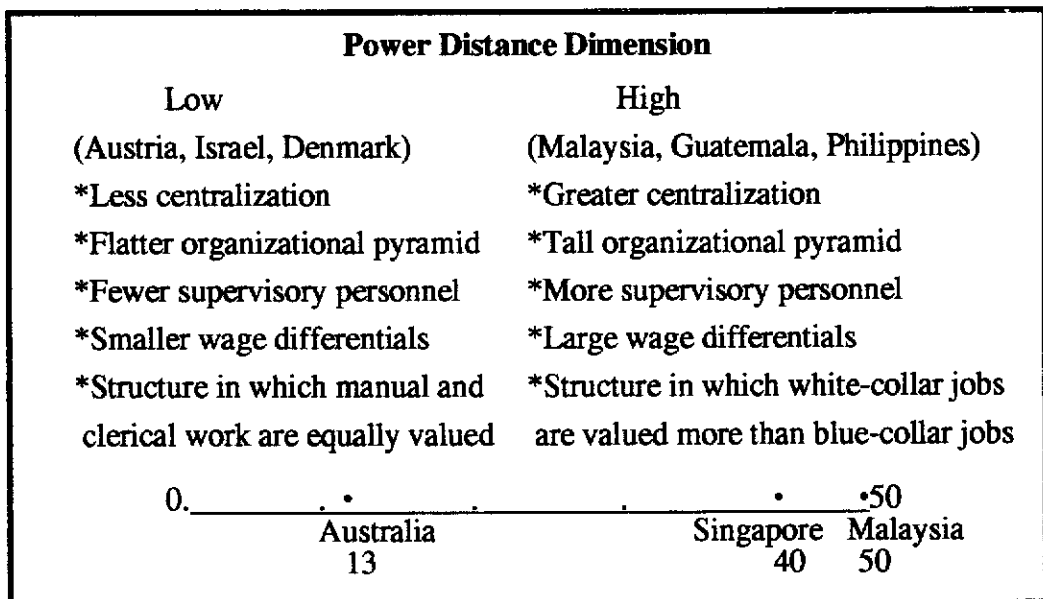 Power Distance Dimension
Low High
(Austria, Israel, Denmark) (Malaysia, Guatemala, Philippines)
*Less centralization *Greater centralization
*Flatter organizational pyramid *Tall organizational pyramid
*Fewer supervisory personnel *More supervisory personnel
*Smaller wage differentials *Large wage differentials
*Structure in which manual and *Structure in which white-collar jobs
clerical work are equally valued are valued more than blue-collar jobs
0. 50
Australia Singapore Malaysia
13 40 50